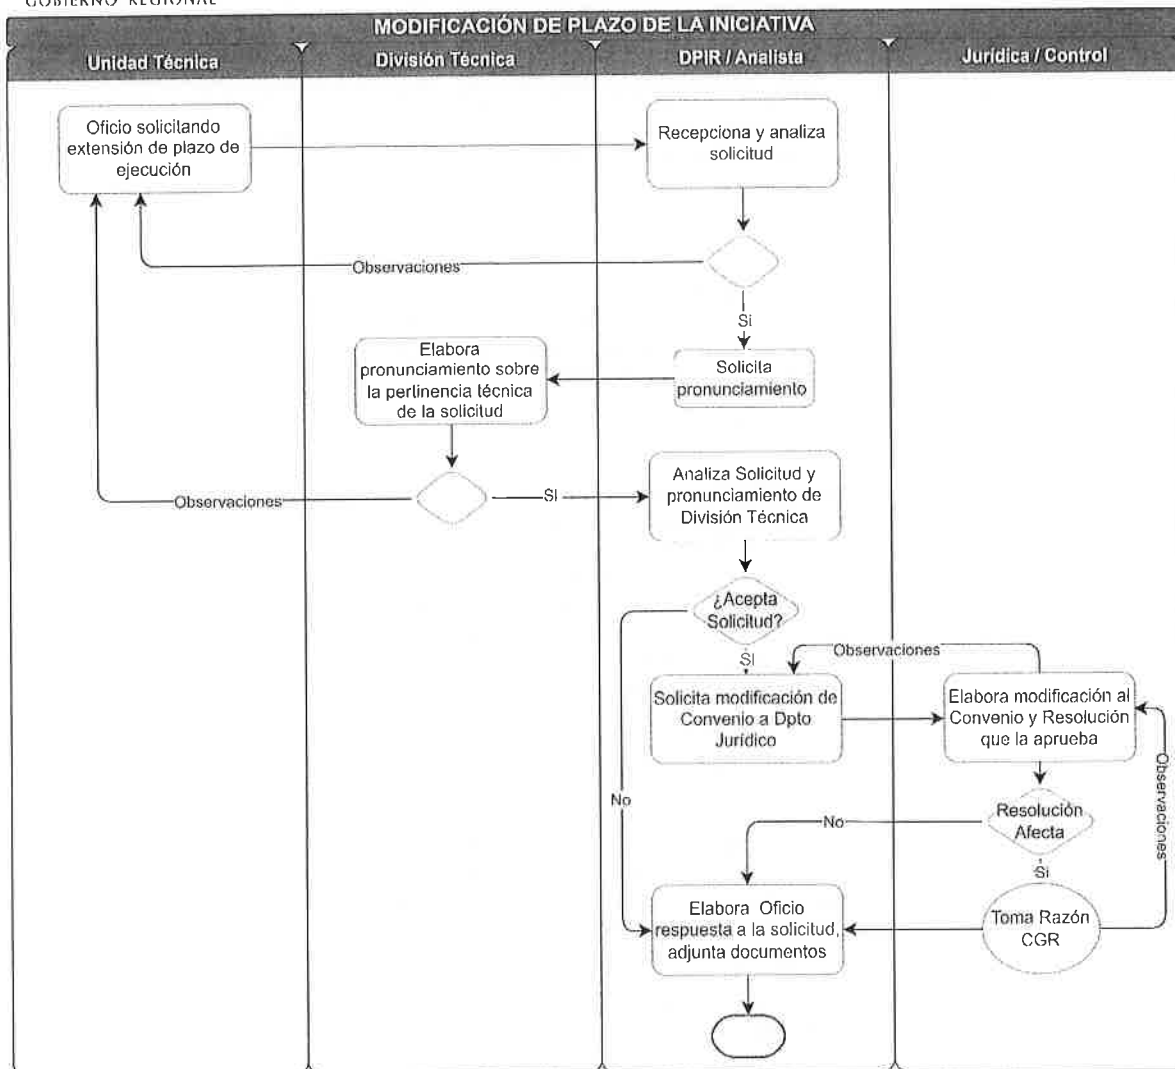 GOBIERNO REGIONAL
MODIFICACIÓN DE PLAZO DE LA INICIATIVA
Unidad Técnica
División Técnica
DPIR / Analista
Jurídica / Control
Oficio solicitando
extensión de plazo de
ejecución
Recepciona y analiza
solicitud
Observaciones
Si
Elabora
pronunciamiento sobre
la pertinencia técnica
de la solicitud
Solicita
pronunciamiento
Observaciones
SI
Analiza Solicitud y
pronunciamiento de
División Técnica
¿Acepta
Solicitud?
SI
Observaciones
Solicita modificación de
Convenio a Dpto
Jurídico
Elabora modificación al
Convenio y Resolución
que la aprueba
Observaciones
No
No
Resolución
Afecta
Si
Elabora Oficio
respuesta a la solicitud,
adjunta documentos
Toma Razón
CGR